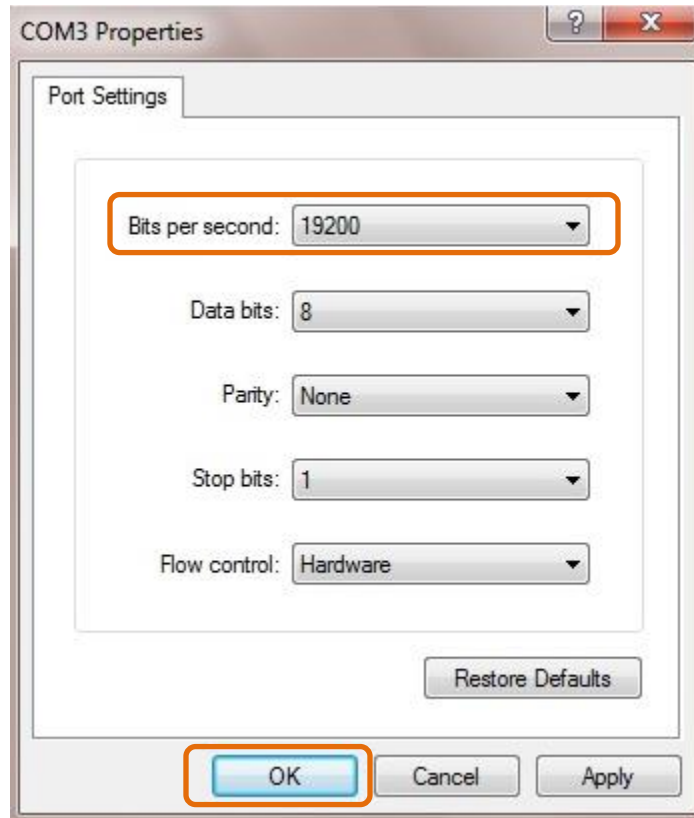 COM3 Properties
Port Settings
Bits per second: 19200
Data bits: 8
Parity: None
Stop bits: 1
Flow control: Hardware
Restore Defaults
OK Cancel Apply